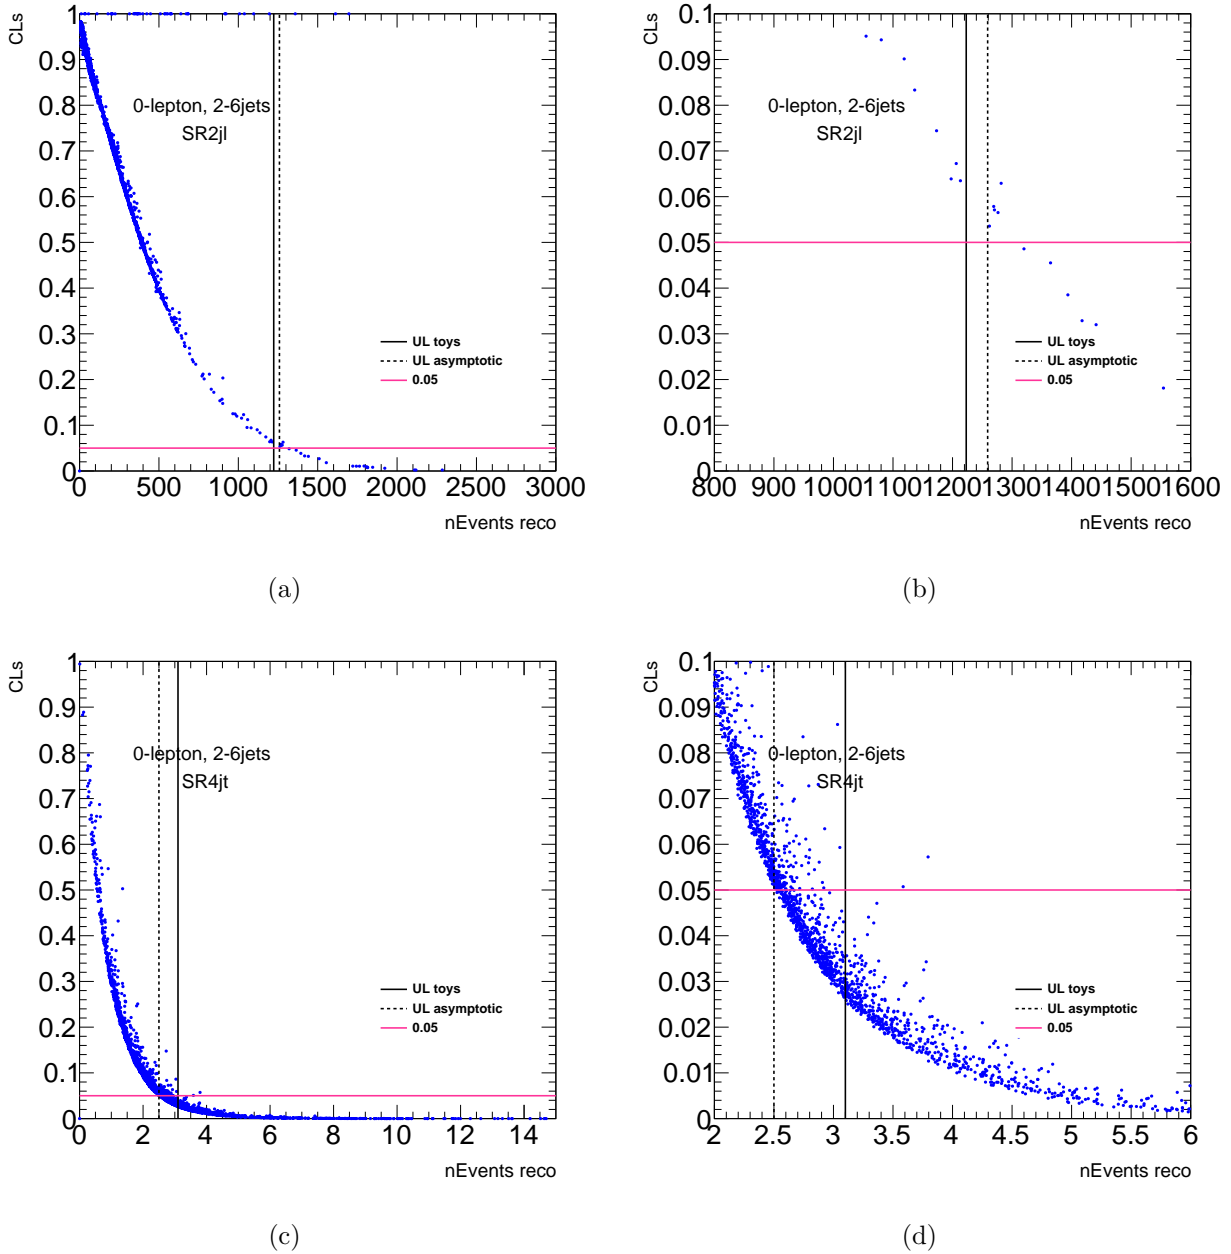 CLs
1
0.9
0.8
0.7
0.6
0.5
0.4
0.3
0.2
0.1
0
0 500 1000 1500 2000 2500 3000
nEvents reco
0-lepton, 2-6jets
SR2jl
UL toys
UL asymptotic
0.05
(a)
CLs
0.1
0.09
0.08
0.07
0.06
0.05
0.04
0.03
0.02
0.01
0
800 900 1000 1100 1200 1300 1400 1500 1600
nEvents reco
0-lepton, 2-6jets
SR2jl
UL toys
UL asymptotic
0.05
(b)
CLs
1
0.9
0.8
0.7
0.6
0.5
0.4
0.3
0.2
0.1
0
0 2 4 6 8 10 12 14
nEvents reco
0-lepton, 2-6jets
SR4jt
UL toys
UL asymptotic
0.05
(c)
CLs
0.1
0.09
0.08
0.07
0.06
0.05
0.04
0.03
0.02
0.01
0
2 2.5 3 3.5 4 4.5 5 5.5 6
nEvents reco
0-lepton, 2-6jets
SR4jt
UL toys
UL asymptotic
0.05
(d)